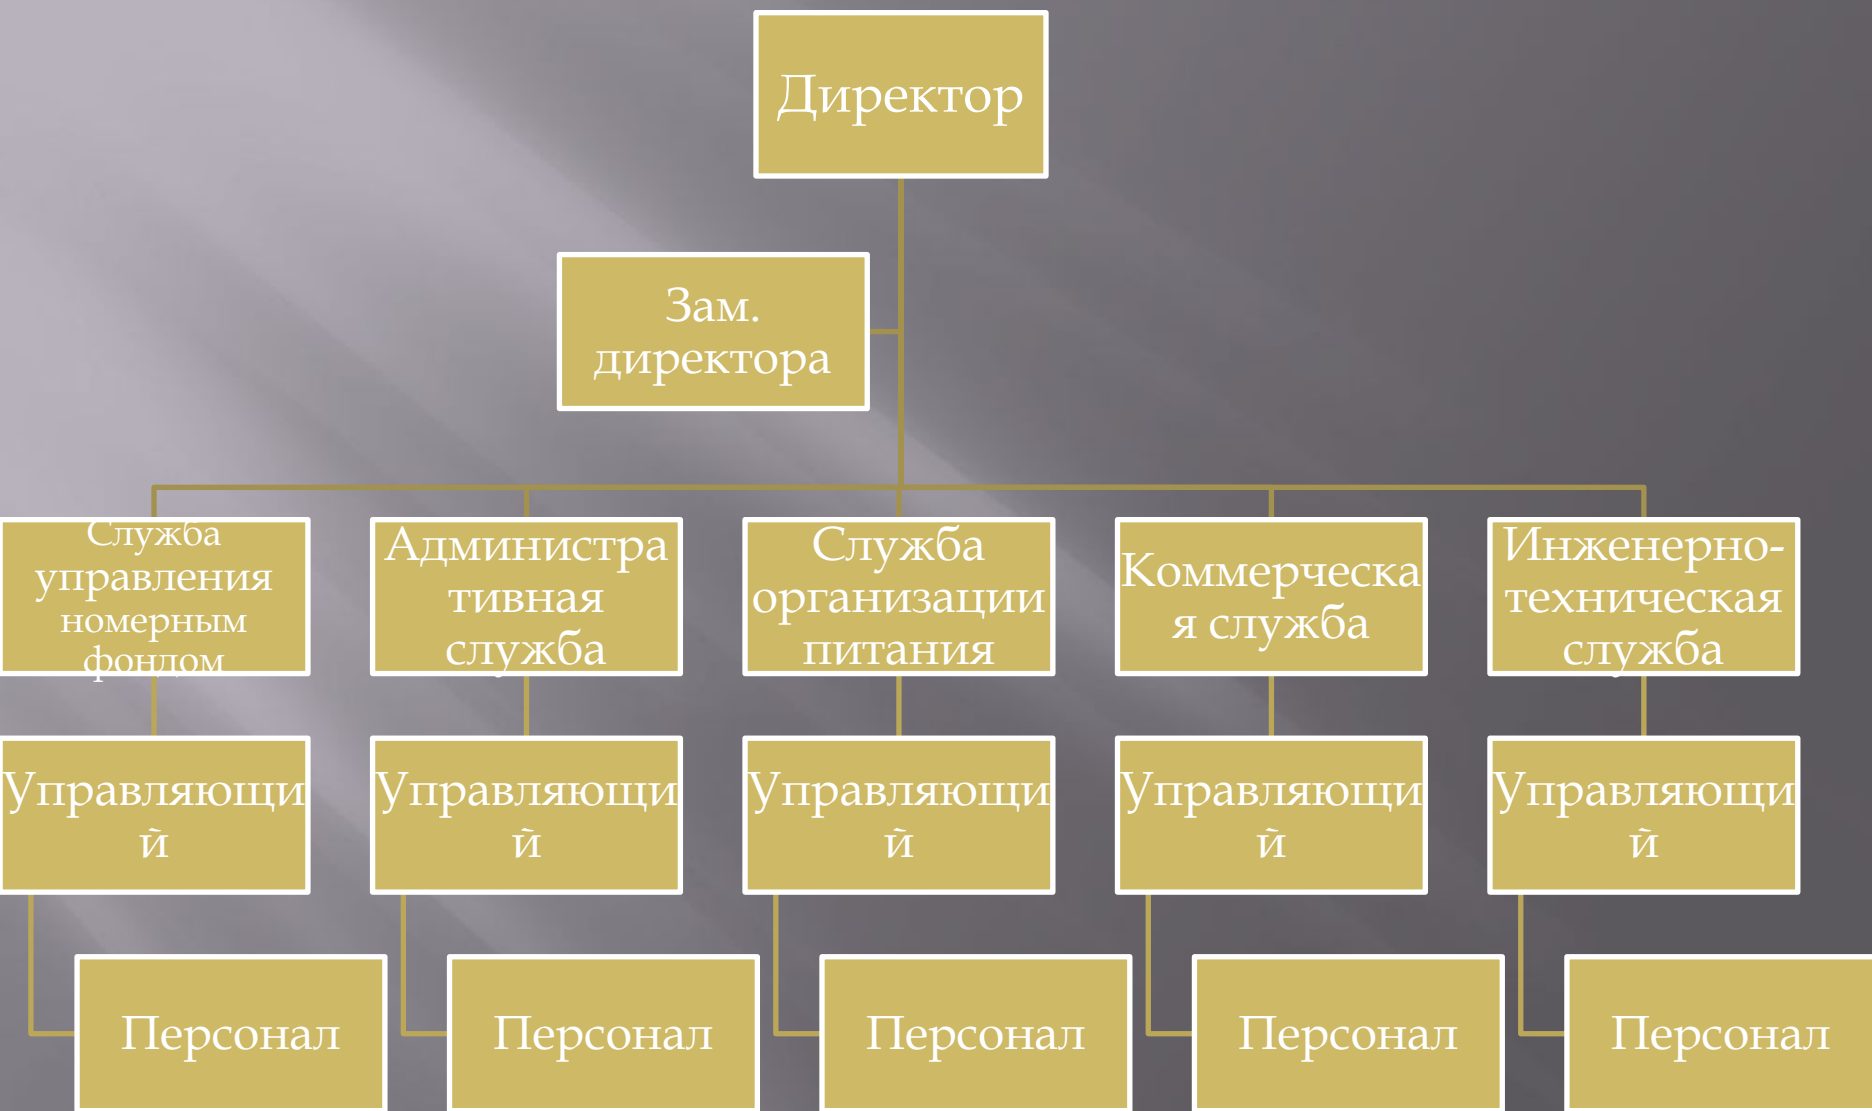 Директор
Зам.
директора
Служба
управления
номерным
фондом
Администра
тивная
служба
Служба
организации
питания
Коммерческа
я служба
Инженерно-
техническая
служба
Управляющи
й
Управляющи
й
Управляющи
й
Управляющи
й
Управляющи
й
Персонал
Персонал
Персонал
Персонал
Персонал